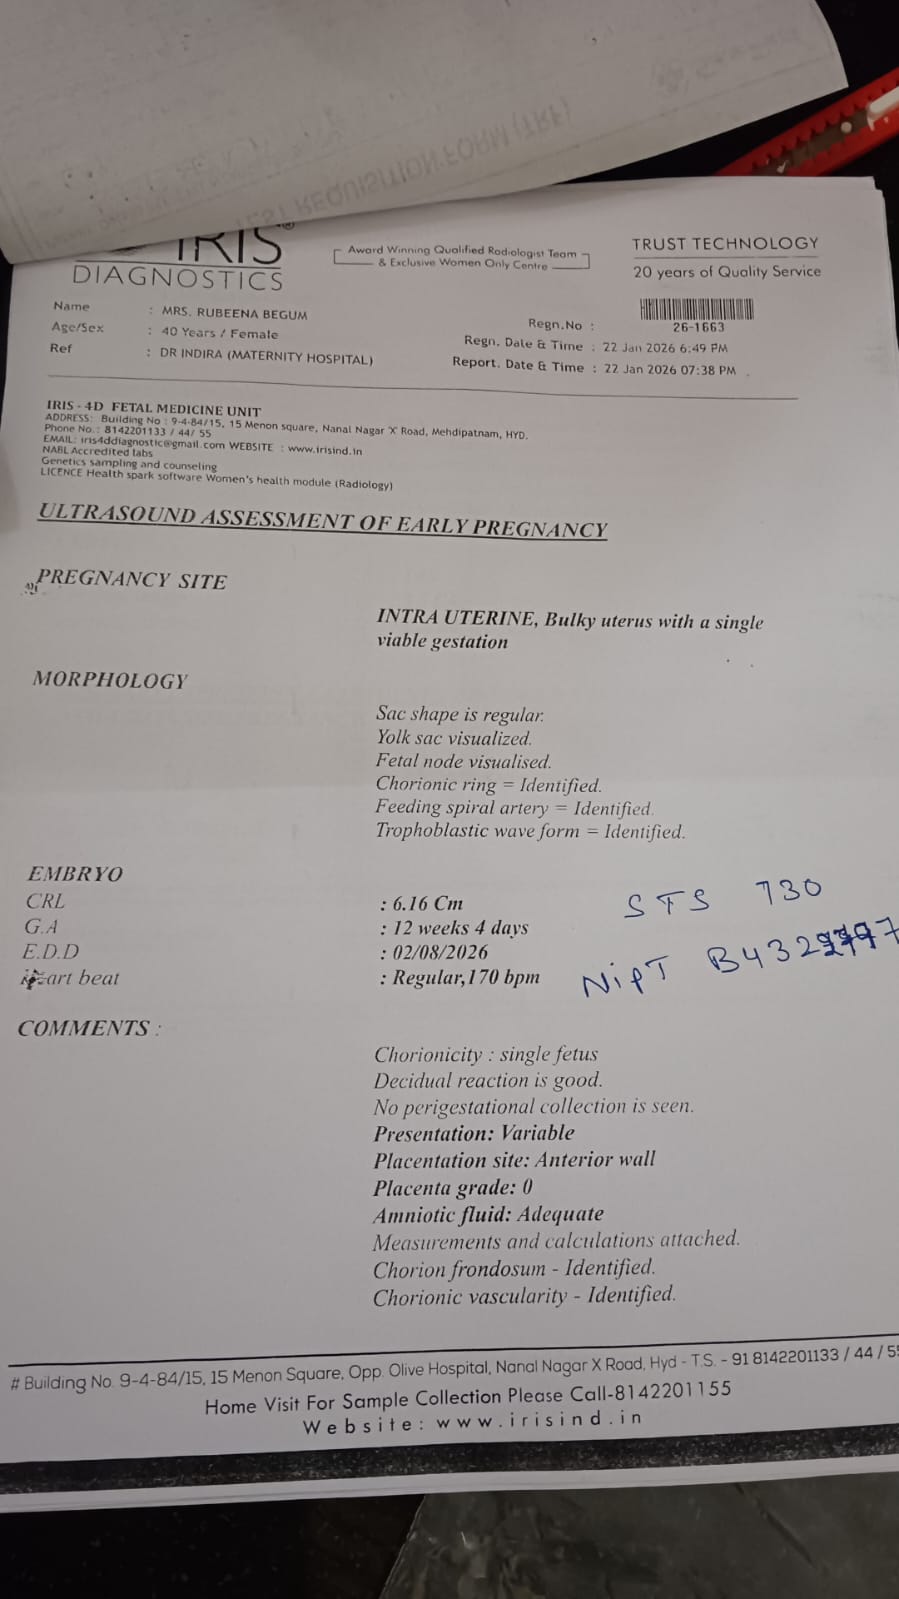 TEST REQUISITION FORM (TRF)
IRIS®
DIAGNOSTICS
Award Winning Qualified Radiologist Team
& Exclusive Women Only Centre
TRUST TECHNOLOGY
20 years of Quality Service
Name : MRS. RUBEENA BEGUM
Age/Sex : 40 Years / Female
Ref : DR INDIRA (MATERNITY HOSPITAL)
Regn.No : 26-1663
Regn. Date & Time : 22 Jan 2026 6:49 PM
Report. Date & Time : 22 Jan 2026 07:38 PM
IRIS - 4D FETAL MEDICINE UNIT
ADDRESS: Building No : 9-4-84/15, 15 Menon square, Nanal Nagar 'X' Road, Mehdipatnam, HYD.
Phone No.: 8142201133 / 44/ 55
EMAIL: iris4ddiagnostic@gmail.com WEBSITE : www.irisind.in
NABL Accredited labs
Genetics sampling and counseling
LICENCE Health spark software Women's health module (Radiology)
ULTRASOUND ASSESSMENT OF EARLY PREGNANCY
PREGNANCY SITE
INTRA UTERINE, Bulky uterus with a single
viable gestation
MORPHOLOGY
Sac shape is regular.
Yolk sac visualized.
Fetal node visualised.
Chorionic ring = Identified.
Feeding spiral artery = Identified.
Trophoblastic wave form = Identified.
EMBRYO
CRL : 6.16 Cm
G.A : 12 weeks 4 days
E.D.D : 02/08/2026
Heart beat : Regular,170 bpm
STS 730
NipT B432
COMMENTS :
Chorionicity : single fetus
Decidual reaction is good.
No perigestational collection is seen.
Presentation: Variable
Placentation site: Anterior wall
Placenta grade: 0
Amniotic fluid: Adequate
Measurements and calculations attached.
Chorion frondosum - Identified.
Chorionic vascularity - Identified.
# Building No. 9-4-84/15, 15 Menon Square, Opp. Olive Hospital, Nanal Nagar X Road, Hyd - T.S. - 91 8142201133 / 44 / 55
Home Visit For Sample Collection Please Call-8142201155
Website: www.irisind.in